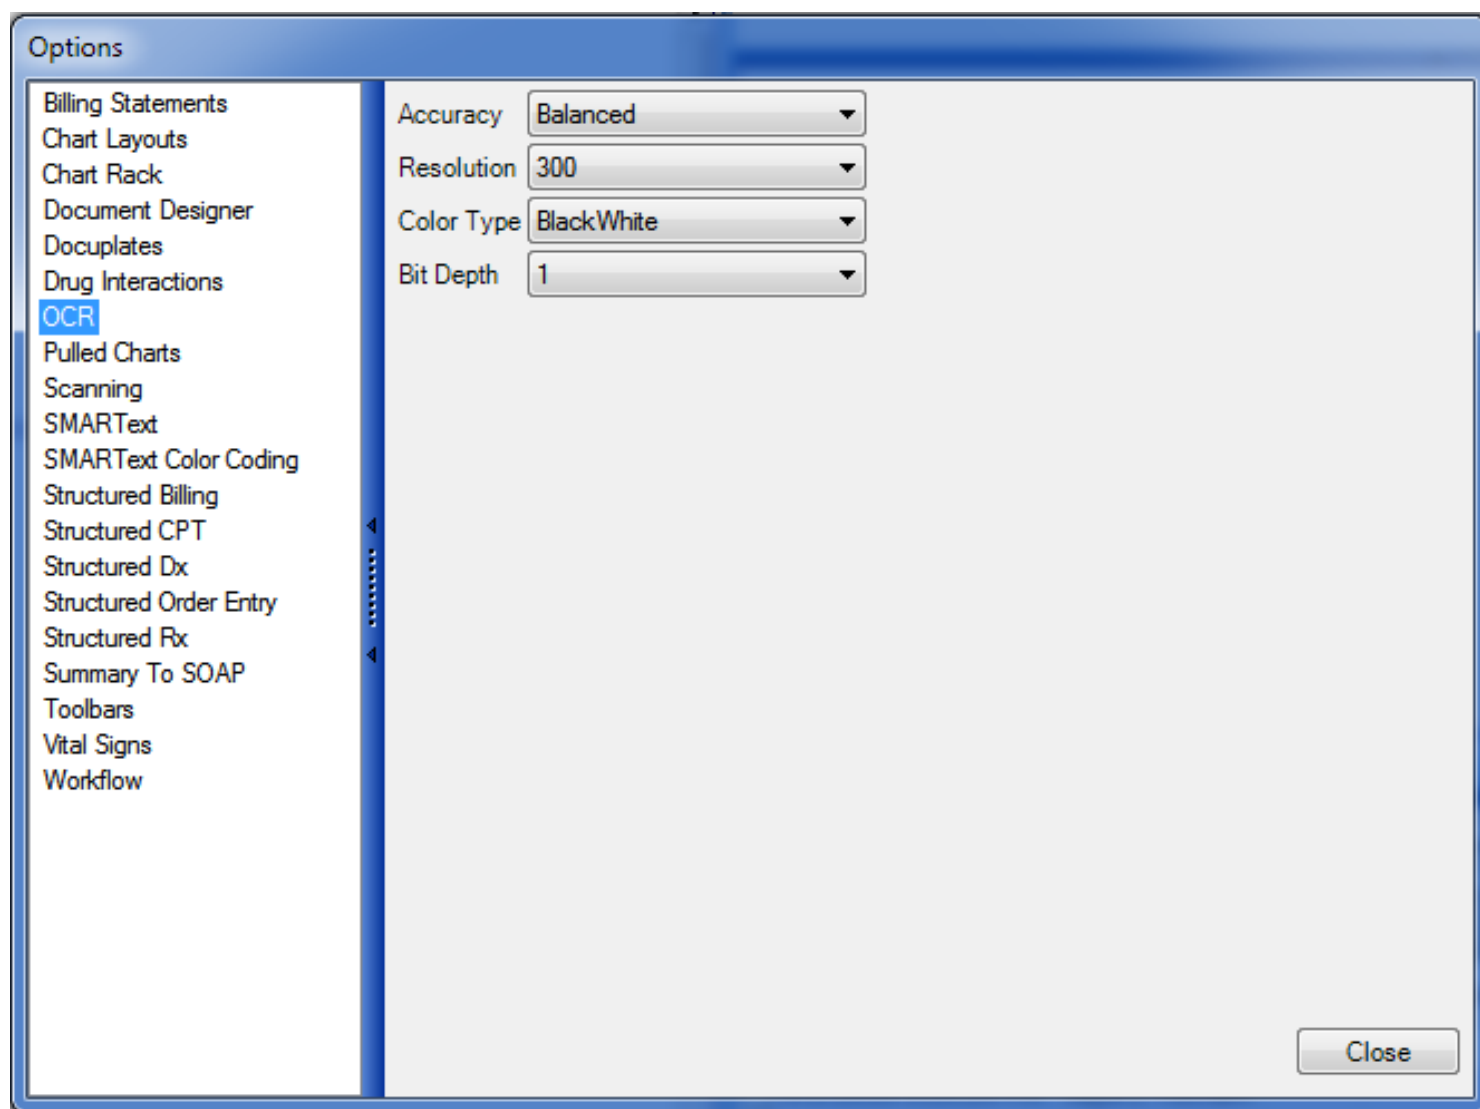 Options
Billing Statements
Chart Layouts
Chart Rack
Document Designer
Docuplates
Drug Interactions
OCR
Pulled Charts
Scanning
SMARText
SMARText Color Coding
Structured Billing
Structured CPT
Structured Dx
Structured Order Entry
Structured Rx
Summary To SOAP
Toolbars
Vital Signs
Workflow
Accuracy Balanced
Resolution 300
Color Type BlackWhite
Bit Depth 1
Close